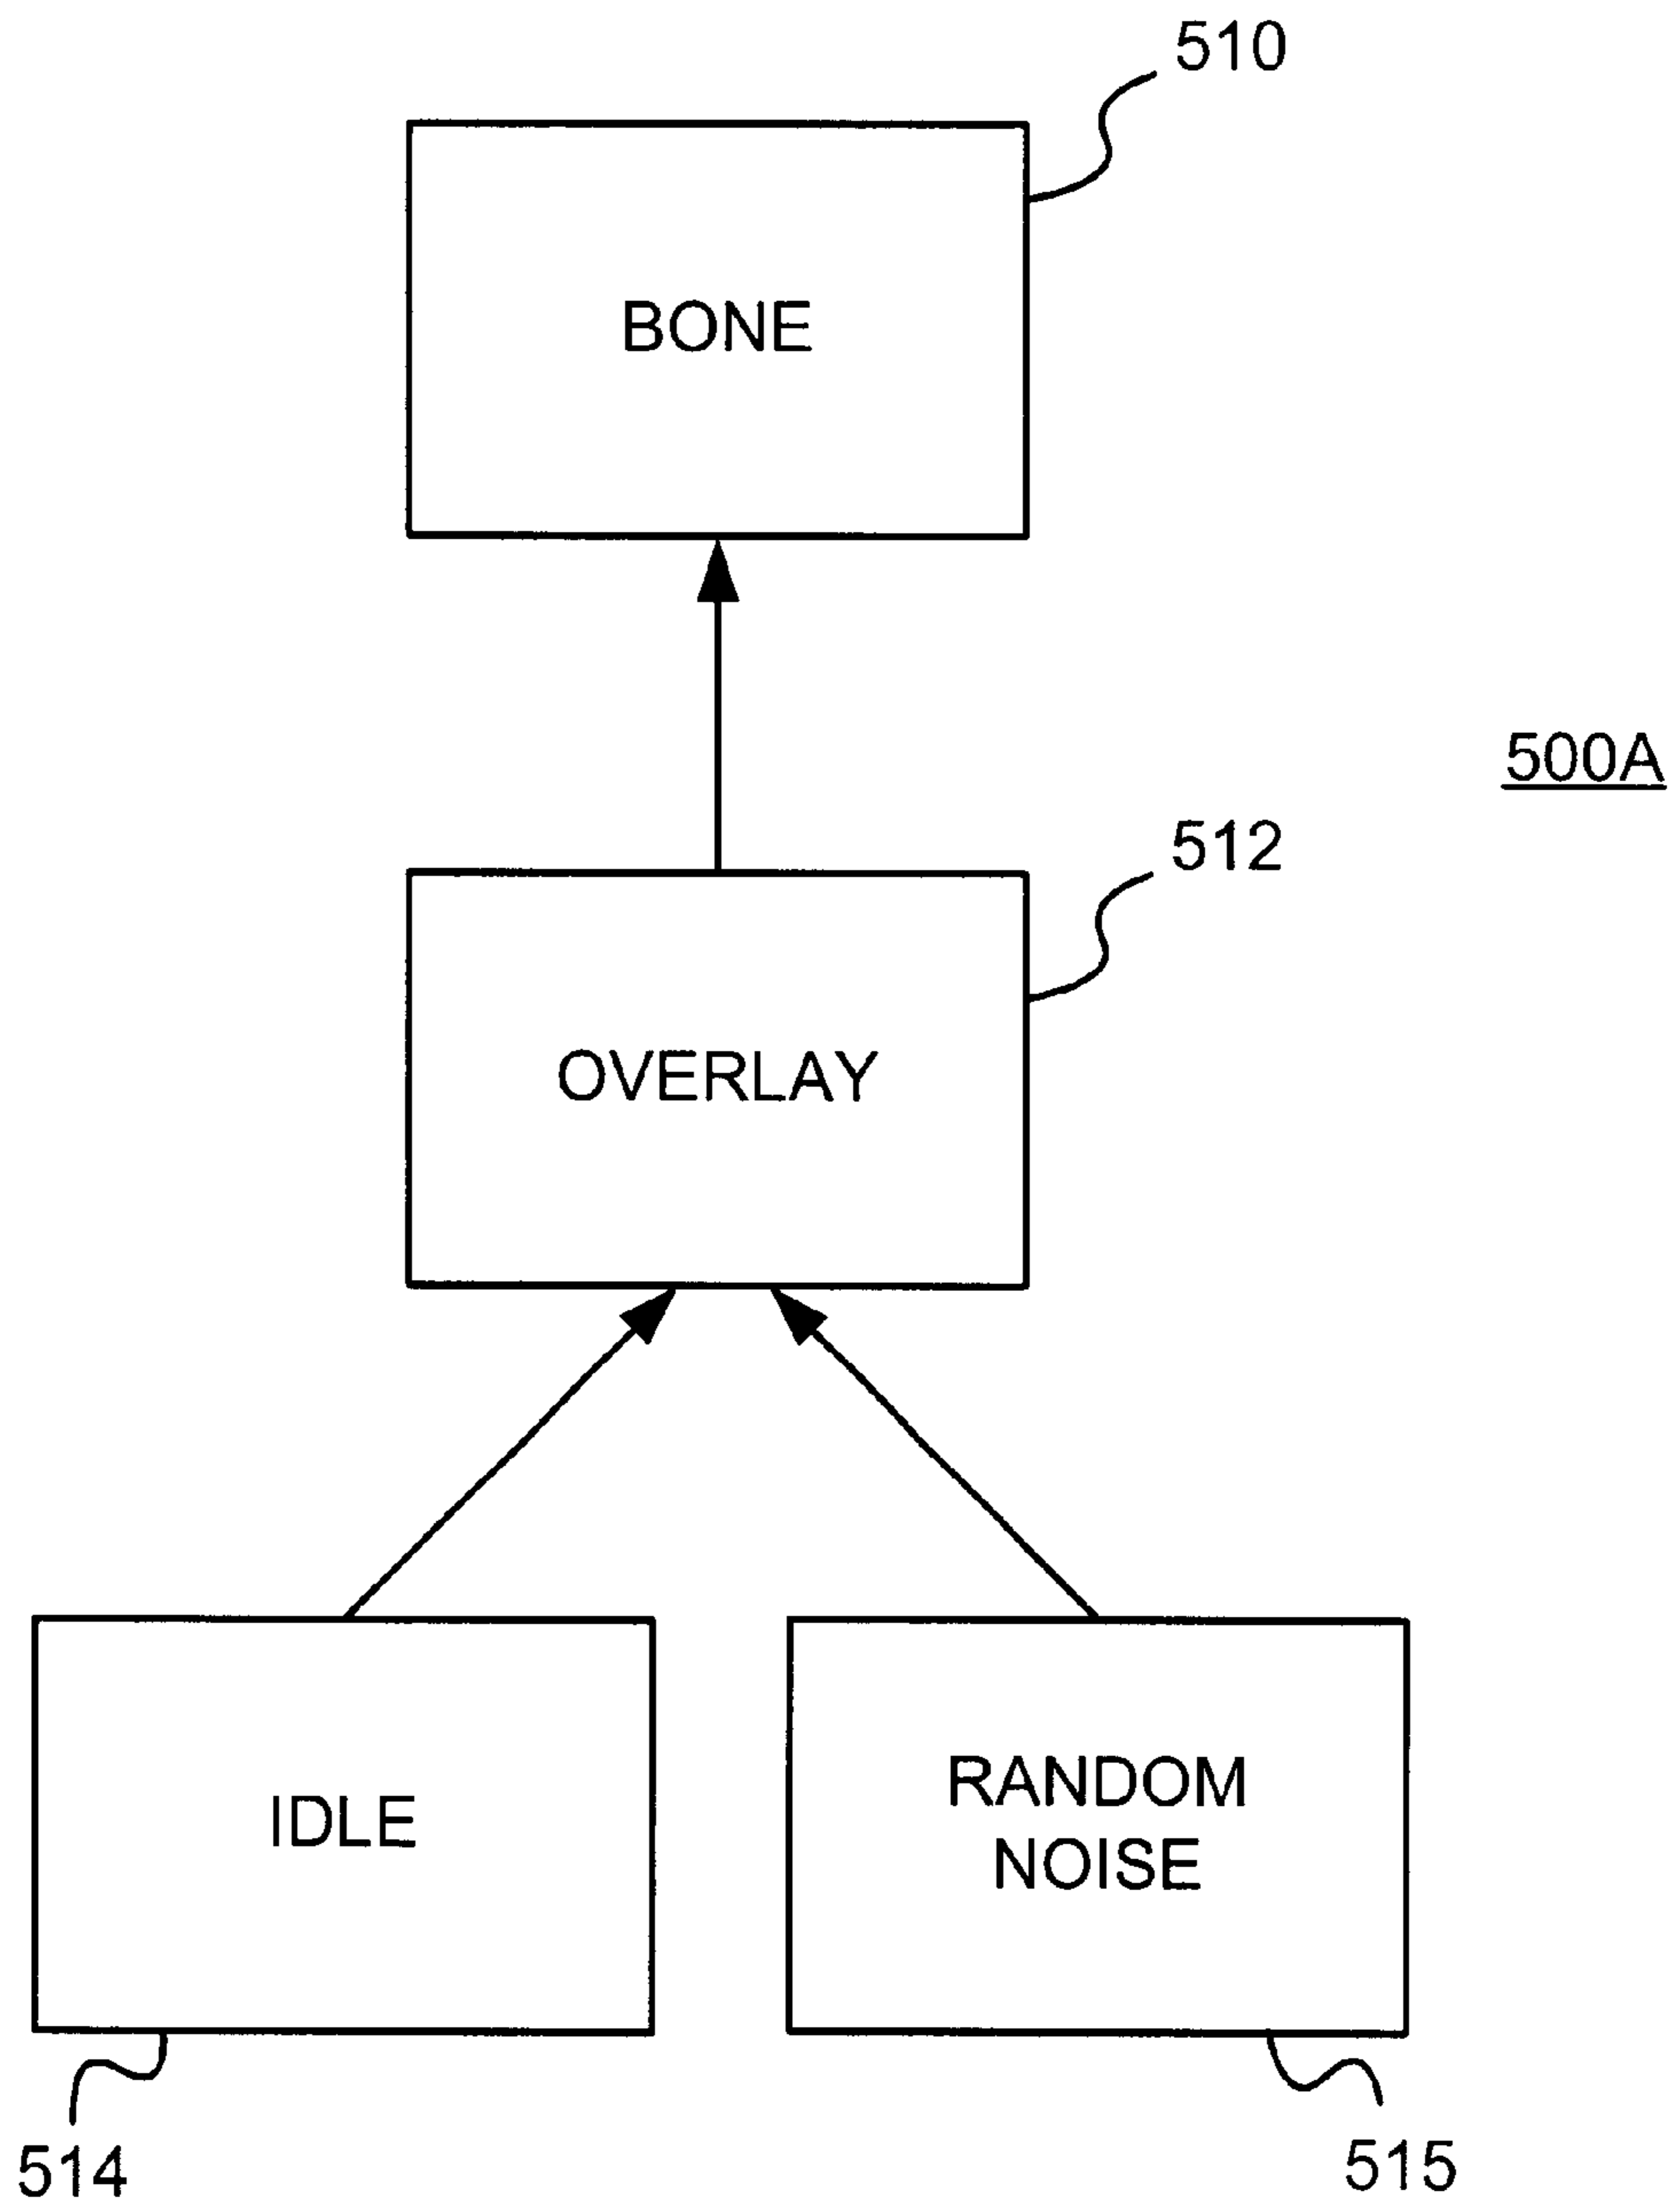 510
BONE
500A
512
OVERLAY
IDLE
RANDOM
NOISE
514
515